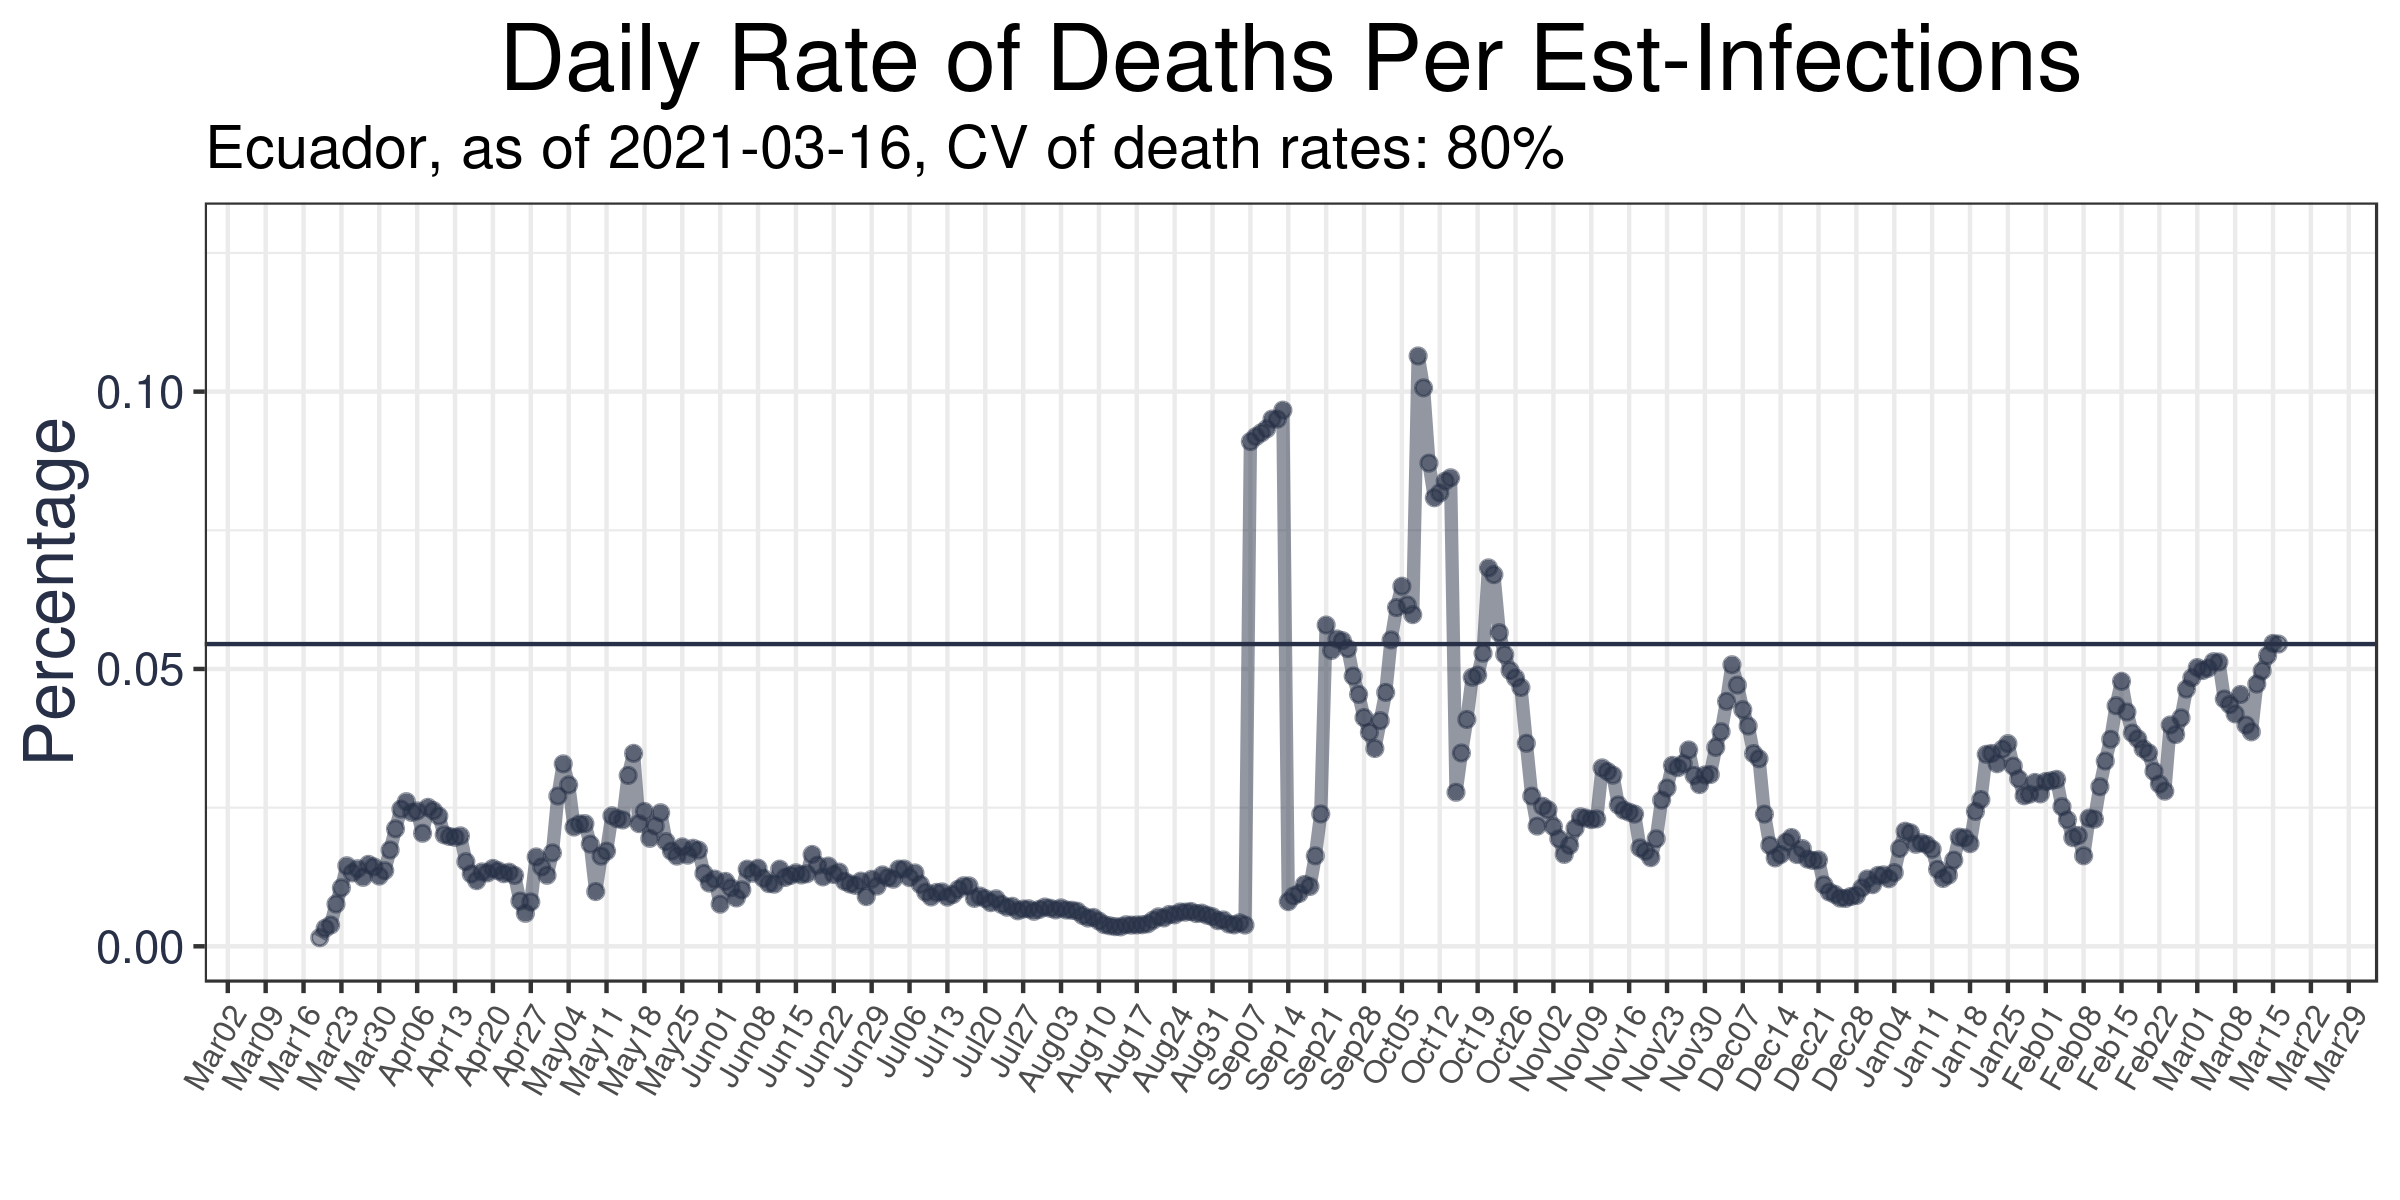 Daily Rate of Deaths Per Est-Infections
Ecuador, as of 2021-03-16, CV of death rates: 80%
Percentage
0.10
0.05
0.00
Mar02
Mar09
Mar16
Mar23
Mar30
Apr06
Apr13
Apr20
Apr27
May04
May11
May18
May25
Jun01
Jun08
Jun15
Jun22
Jun29
Jul06
Jul13
Jul20
Jul27
Aug03
Aug10
Aug17
Aug24
Aug31
Sep07
Sep14
Sep21
Sep28
Oct05
Oct12
Oct19
Oct26
Nov02
Nov09
Nov16
Nov23
Nov30
Dec07
Dec14
Dec21
Dec28
Jan04
Jan11
Jan18
Jan25
Feb01
Feb08
Feb15
Feb22
Mar01
Mar08
Mar15
Mar22
Mar29